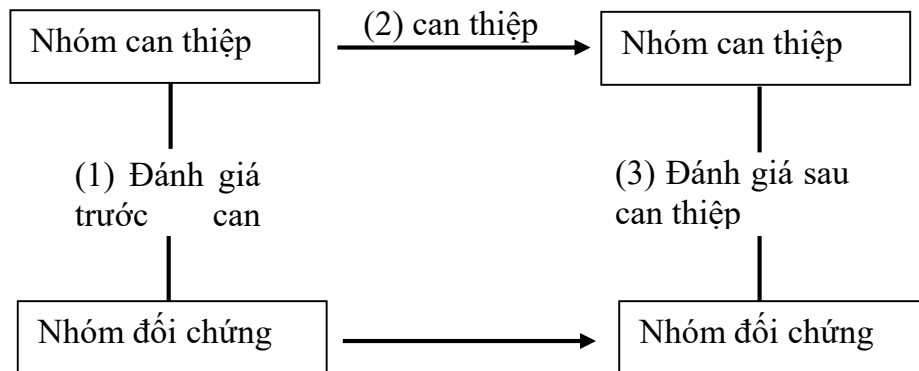 Nhóm can thiệp
(2) can thiệp
Nhóm can thiệp
(1) Đánh giá
trước can
(3) Đánh giá sau
can thiệp
Nhóm đối chứng
Nhóm đối chứng